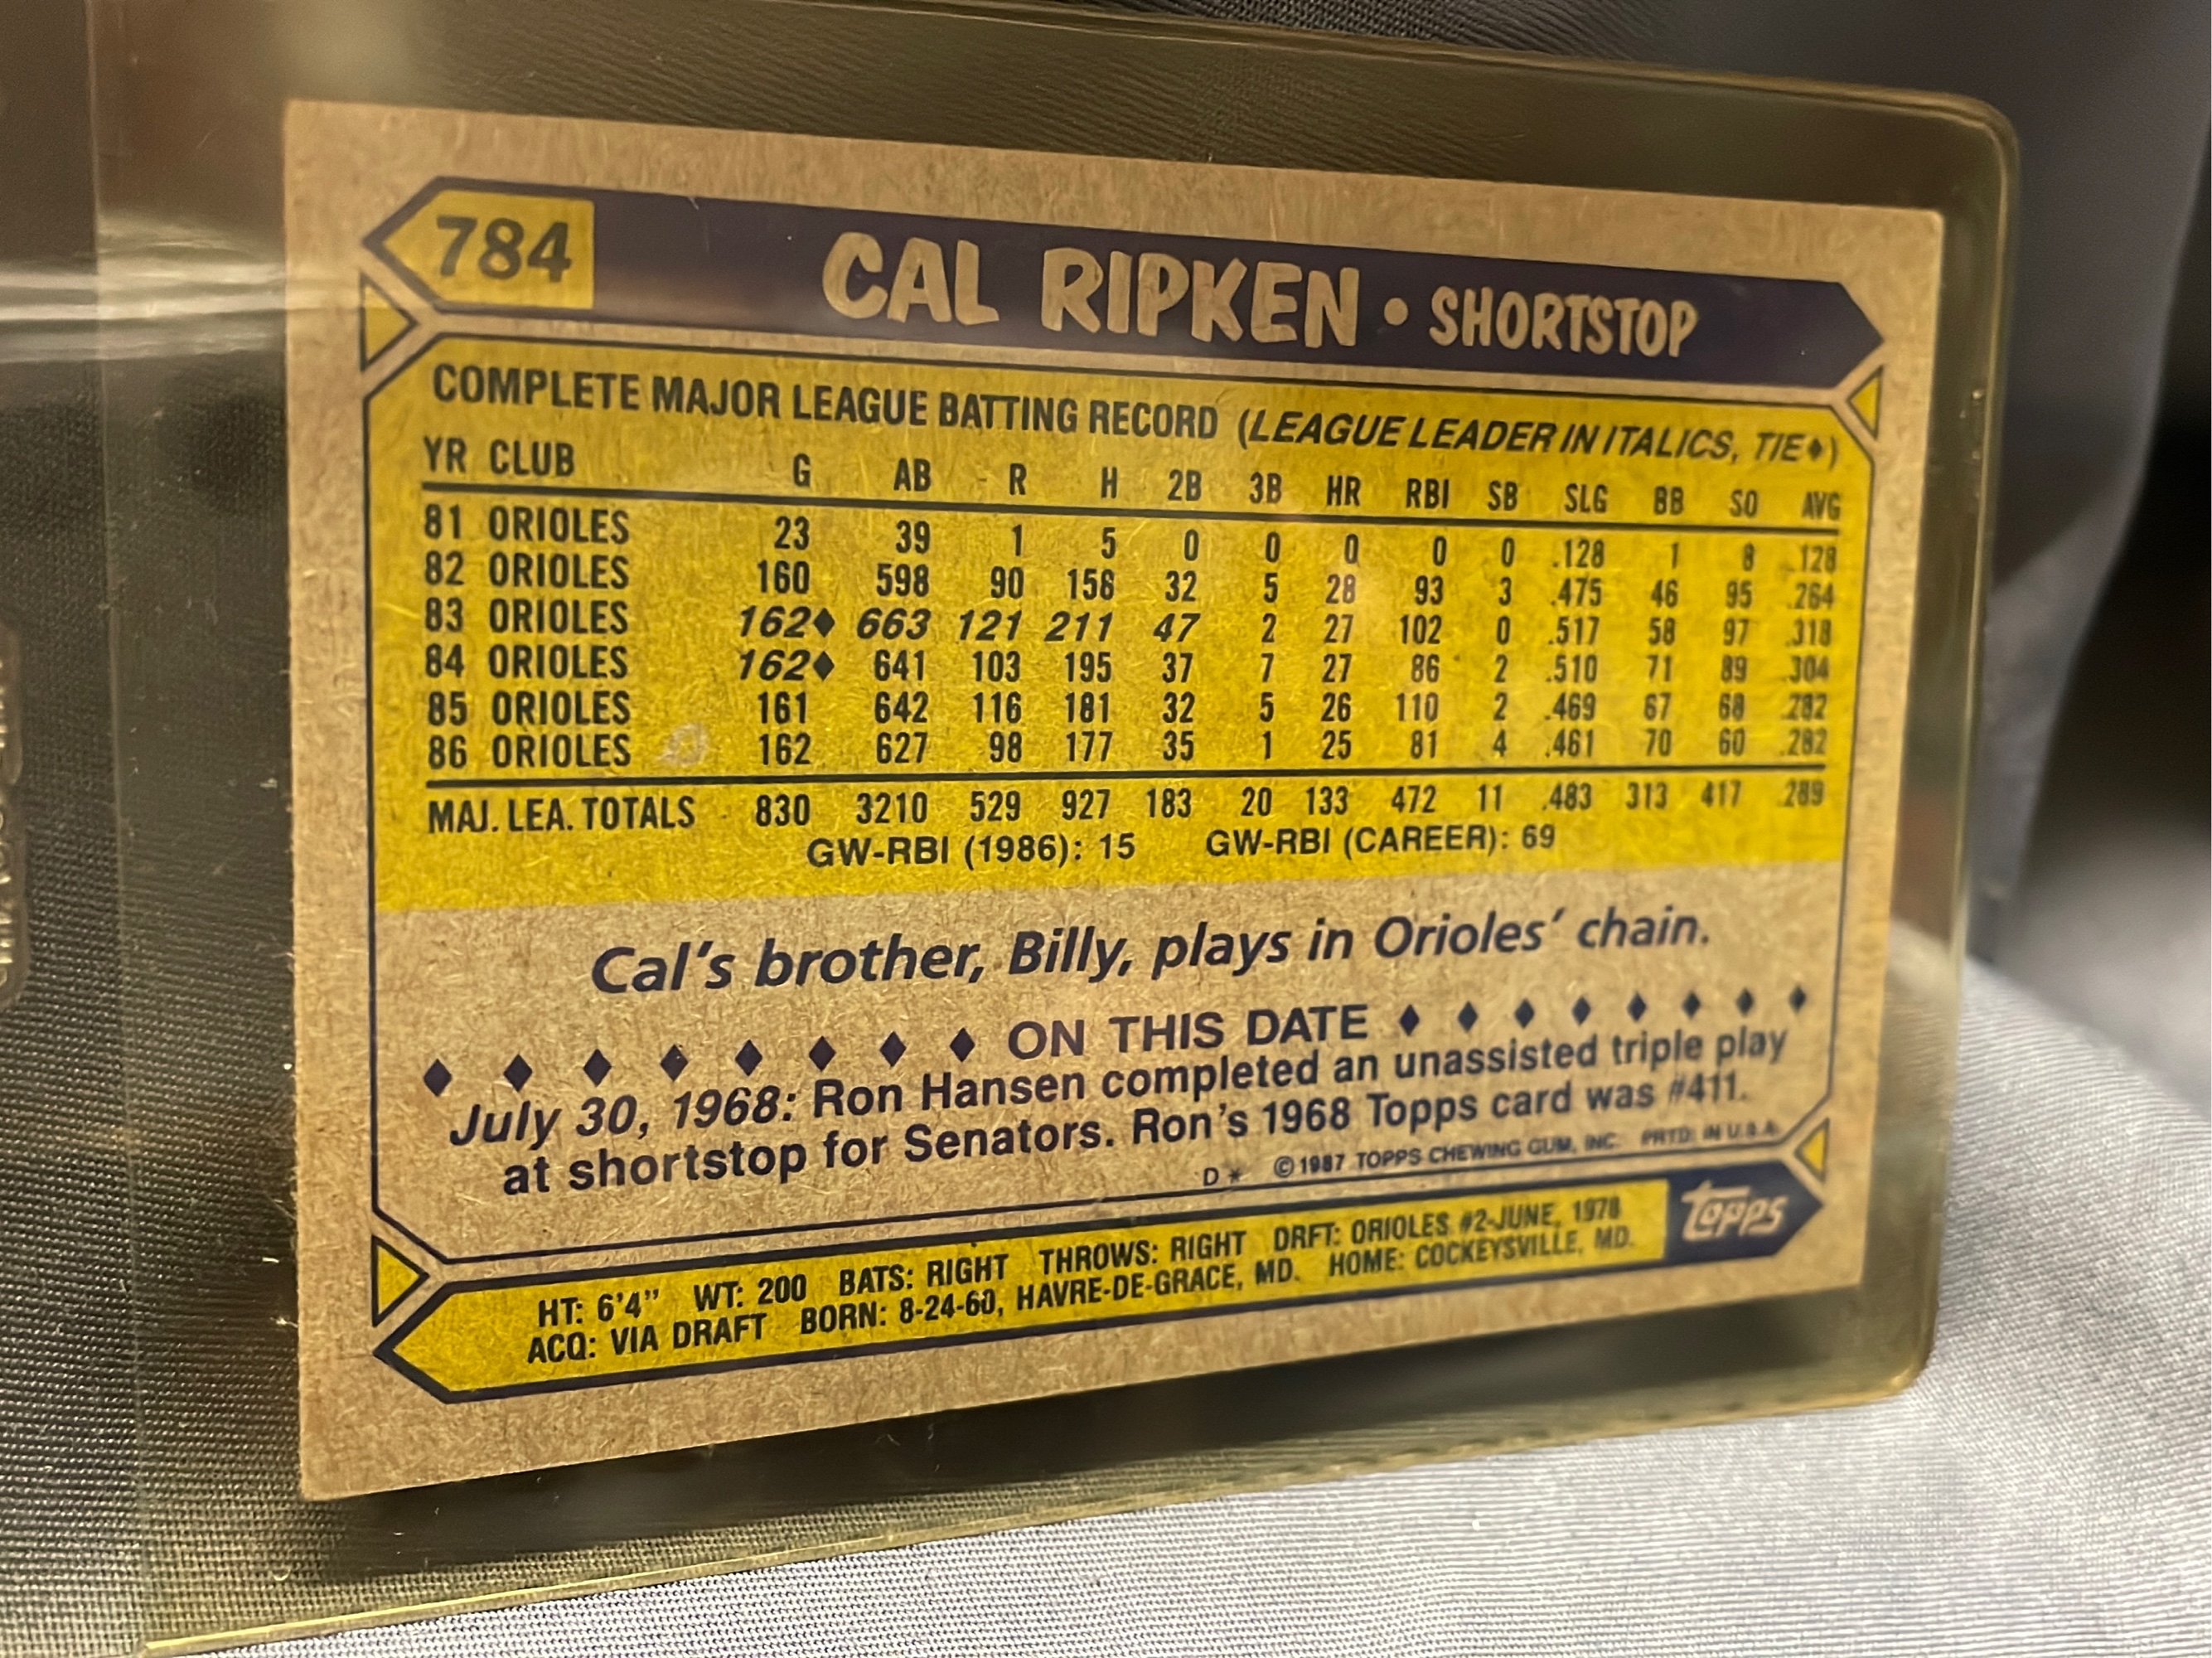 784 CAL RIPKEN • SHORTSTOP
COMPLETE MAJOR LEAGUE BATTING RECORD (LEAGUE LEADER IN ITALICS, TIE♦)
YR CLUB G AB R H 2B 3B HR RBI SB SLG BB SO AVG
81 ORIOLES 23 39 1 5 0 0 0 0 0 .128 1 8 .128
82 ORIOLES 160 598 90 158 32 5 28 93 3 .475 46 95 .264
83 ORIOLES 162♦ 663 121 211 47 2 27 102 0 .517 58 97 .318
84 ORIOLES 162♦ 641 103 195 37 7 27 86 2 .510 71 89 .304
85 ORIOLES 161 642 116 181 32 5 26 110 2 .469 67 68 .282
86 ORIOLES 162 627 98 177 35 1 25 81 4 .461 70 60 .282
MAJ. LEA. TOTALS 830 3210 529 927 183 20 133 472 11 .483 313 417 .289
GW-RBI (1986): 15 GW-RBI (CAREER): 69
Cal's brother, Billy, plays in Orioles' chain.
♦ ♦ ♦ ♦ ♦ ♦ ♦ ♦ ON THIS DATE ♦ ♦ ♦ ♦ ♦ ♦ ♦ ♦
July 30, 1968: Ron Hansen completed an unassisted triple play
at shortstop for Senators. Ron's 1968 Topps card was #411.
D* ©1987 TOPPS CHEWING GUM, INC. PRTD. IN U.S.A.
HT: 6'4" WT: 200 BATS: RIGHT THROWS: RIGHT DRFT: ORIOLES #2-JUNE, 1978
ACQ: VIA DRAFT BORN: 8-24-60, HAVRE-DE-GRACE, MD. HOME: COCKEYSVILLE, MD.
topps